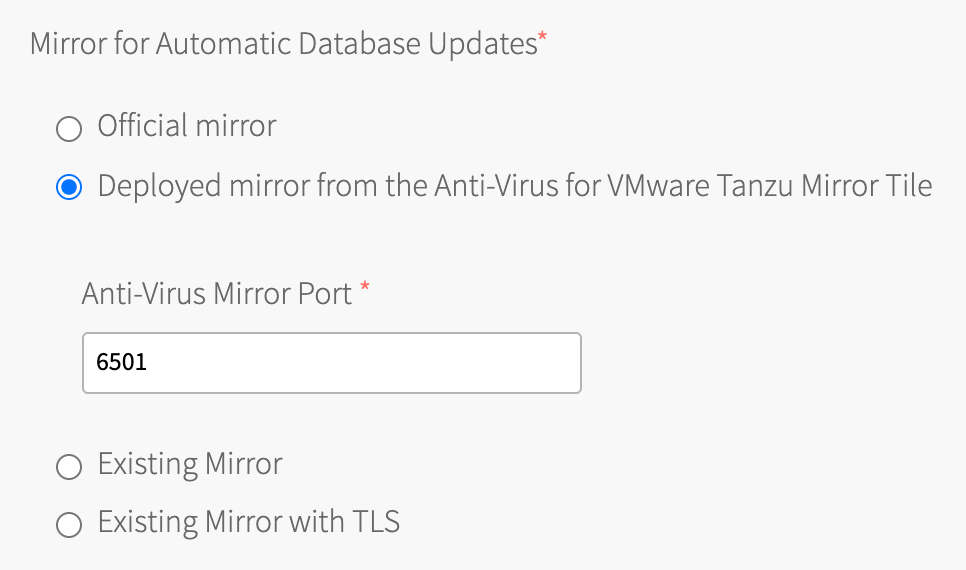 Mirror for Automatic Database Updates*
Official mirror
Deployed mirror from the Anti-Virus for VMware Tanzu Mirror Tile
Anti-Virus Mirror Port *
6501
Existing Mirror
Existing Mirror with TLS